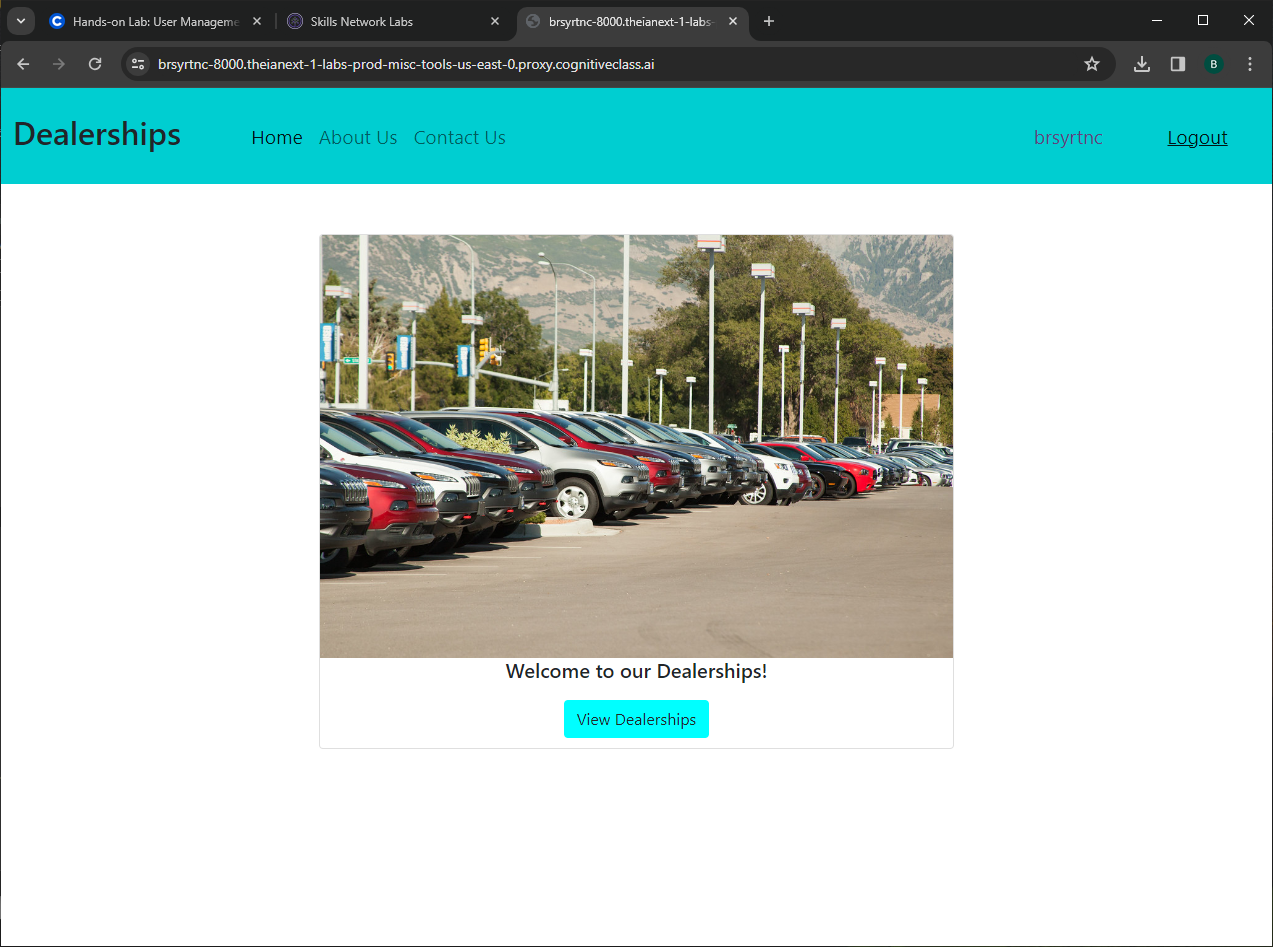 Hands-on Lab: User Manageme
Skills Network Labs
brsyrtnc-8000.theianext-1-labs-
brsyrtnc-8000.theianext-1-labs-prod-misc-tools-us-east-0.proxy.cognitiveclass.ai
B
Dealerships
Home
About Us
Contact Us
brsyrtnc
Logout
Welcome to our Dealerships!
View Dealerships